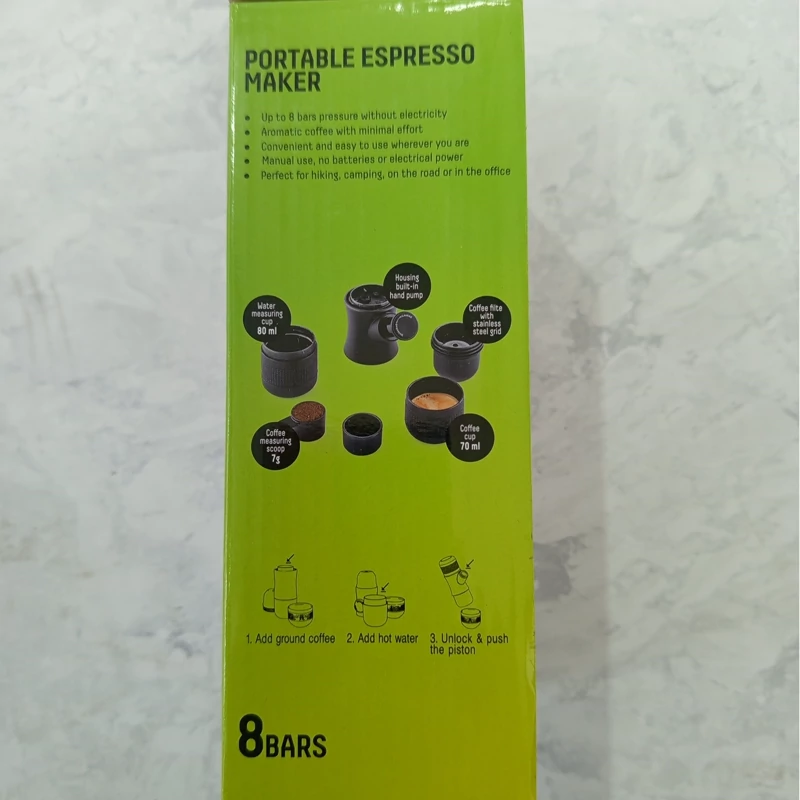 PORTABLE ESPRESSO
MAKER
• Up to 8 bars pressure without electricity
• Aromatic coffee with minimal effort
• Convenient and easy to use wherever you are
• Manual use, no batteries or electrical power
• Perfect for hiking, camping, on the road or in the office
Housing
built-in
hand pump
Water
measuring
cup
80 ml
Coffee filte
with
stainless
steel grid
Coffee
measuring
scoop
7g
Coffee
cup
70 ml
1. Add ground coffee
2. Add hot water
3. Unlock & push
the piston
8BARS